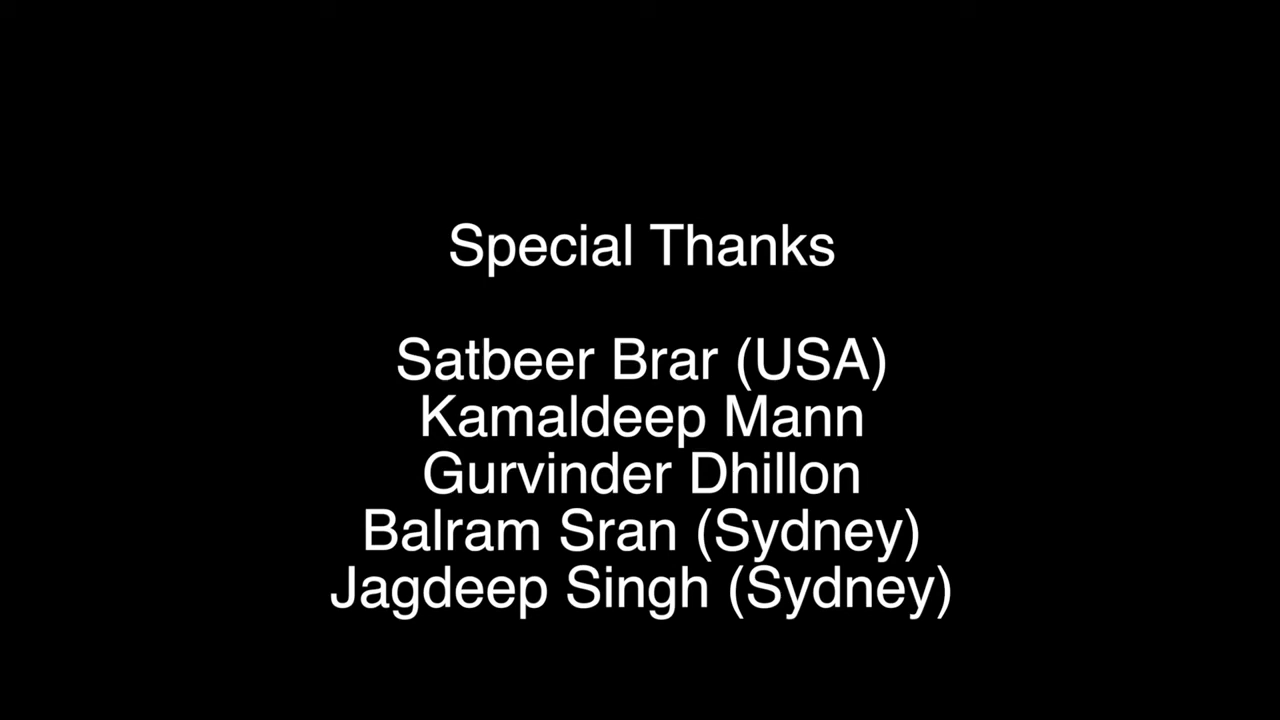 Special Thanks
Satbeer Brar (USA)
Kamaldeep Mann
Gurvinder Dhillon
Balram Sran (Sydney)
Jagdeep Singh (Sydney)